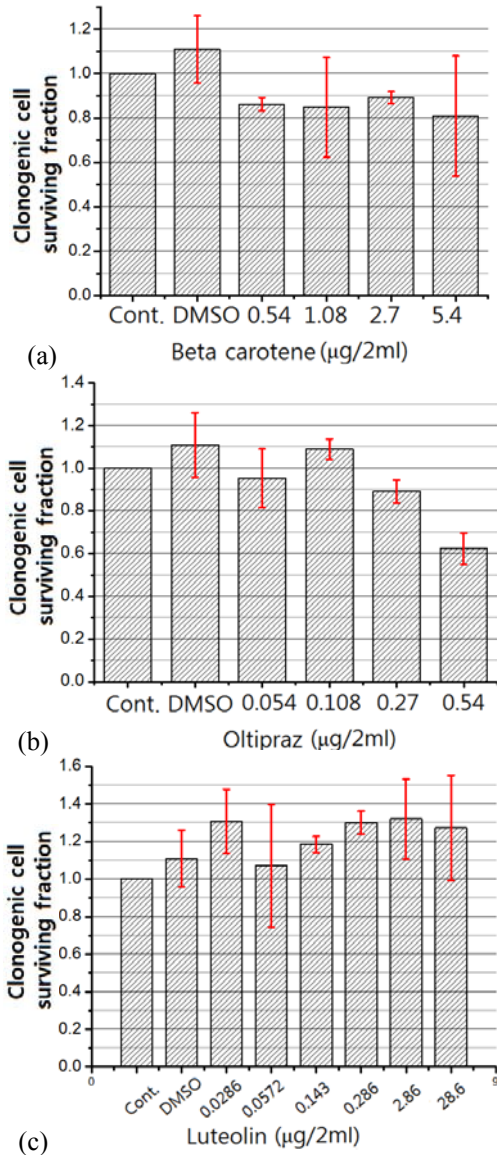 Clonogenic cell
surviving fraction
1.2
1.0
0.8
0.6
0.4
0.2
0.0
Cont. DMSO 0.54 1.08 2.7 5.4
(a)
Beta carotene (μg/2ml)
Clonogenic cell
surviving fraction
1.4
1.2
1.0
0.8
0.6
0.4
0.2
0.0
Cont. DMSO 0.054 0.108 0.27 0.54
(b)
Oltipraz (μg/2ml)
Clonogenic cell
surviving fraction
1.6
1.4
1.2
1.0
0.8
0.6
0.4
0.2
0.0
0 Cont. DMSO 0.0286 0.0572 0.143 0.286 2.86 28.6 9
(c)
Luteolin (μg/2ml)